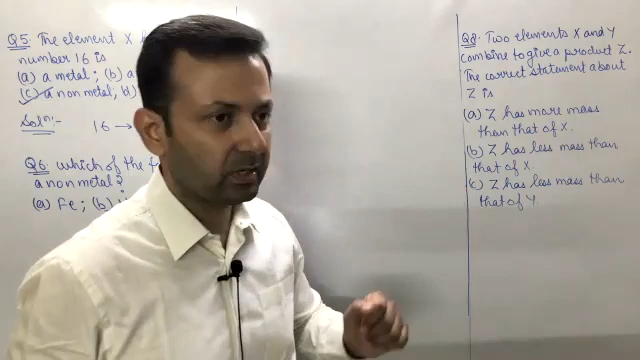 Q5. The element X
number 16 is
(a) a metal; (b) a
(c) a non metal; d)
Soln:- 16 →
Q6. which of the f
a non metal?
(a) Fe; (b)
Q8. Two elements X and Y
combine to give a product Z.
The correct statement about
Z is
(a) Z has more mass
than that of X.
(b) Z has less mass than
that of X.
(c) Z has less mass than
that of Y